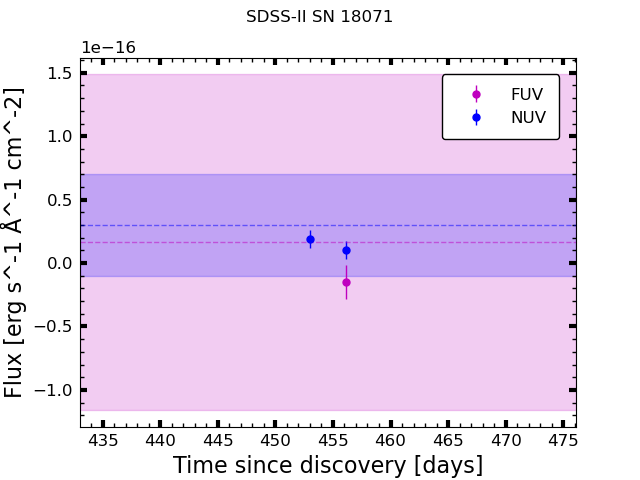 SDSS-II SN 18071
1e−16
1.5
1.0
0.5
0.0
−0.5
−1.0
Flux [erg s^-1 Å^-1 cm^-2]
FUV
NUV
435 440 445 450 455 460 465 470 475
Time since discovery [days]